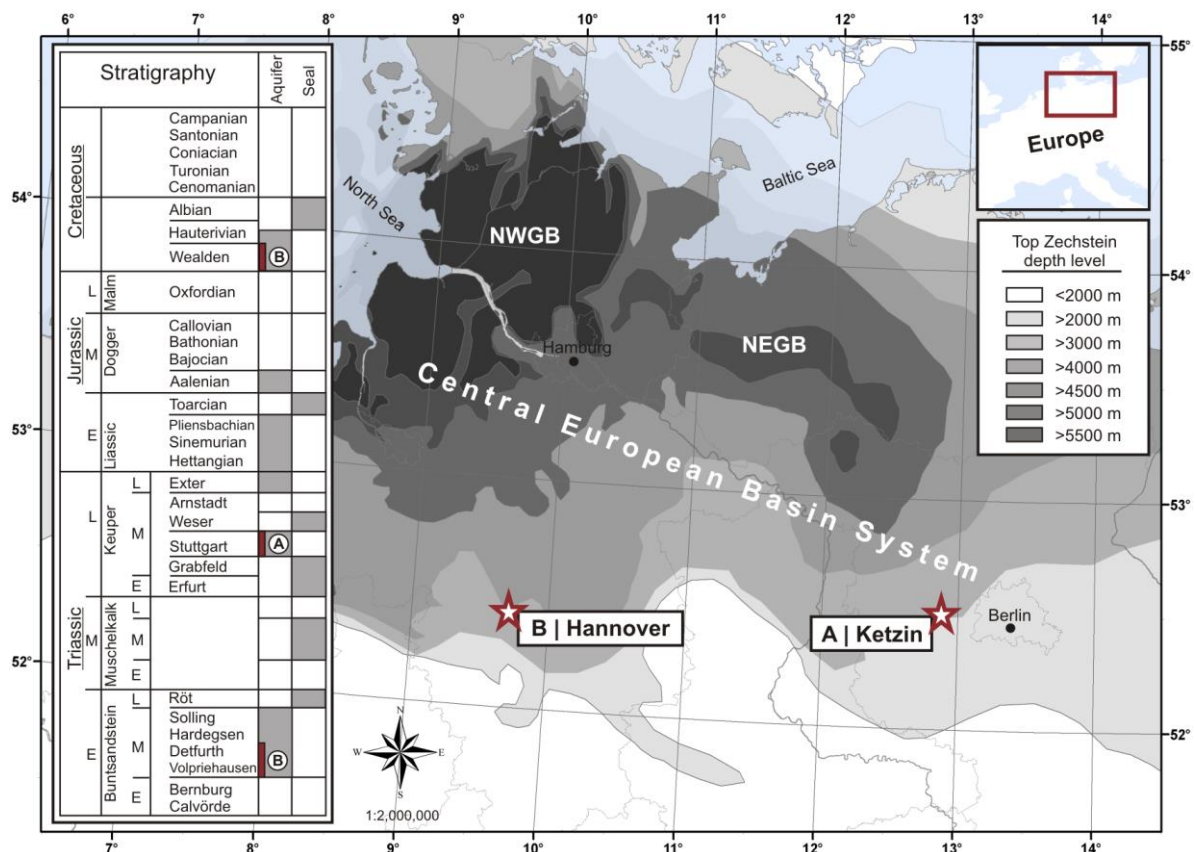 6°
7°
8°
9°
10°
11°
12°
13°
14°
55°
54°
53°
52°
Stratigraphy
Aquifer
Seal
Cretaceous
Campanian
Santonian
Coniacian
Turonian
Cenomanian
Albian
Hauterivian
Wealden
B
Jurassic
L
Malm
Oxfordian
M
Dogger
Callovian
Bathonian
Bajocian
Aalenian
E
Liassic
Toarcian
Pliensbachian
Sinemurian
Hettangian
Triassic
L
Keuper
L
Exter
M
Arnstadt
Weser
Stuttgart
A
Grabfeld
E
Erfurt
M
Muschelkalk
L
M
E
E
Buntsandstein
L
Röt
M
Solling
Hardegsen
Detfurth
Volpriehausen
B
E
Bernburg
Calvörde
North Sea
Baltic Sea
NWGB
NEGB
Hamburg
Central European Basin System
B | Hannover
A | Ketzin
Berlin
N
W
E
S
1:2,000,000
Europe
Top Zechstein
depth level
<2000 m
>2000 m
>3000 m
>4000 m
>4500 m
>5000 m
>5500 m
55°
54°
53°
52°
7°
8°
9°
10°
11°
12°
13°
14°